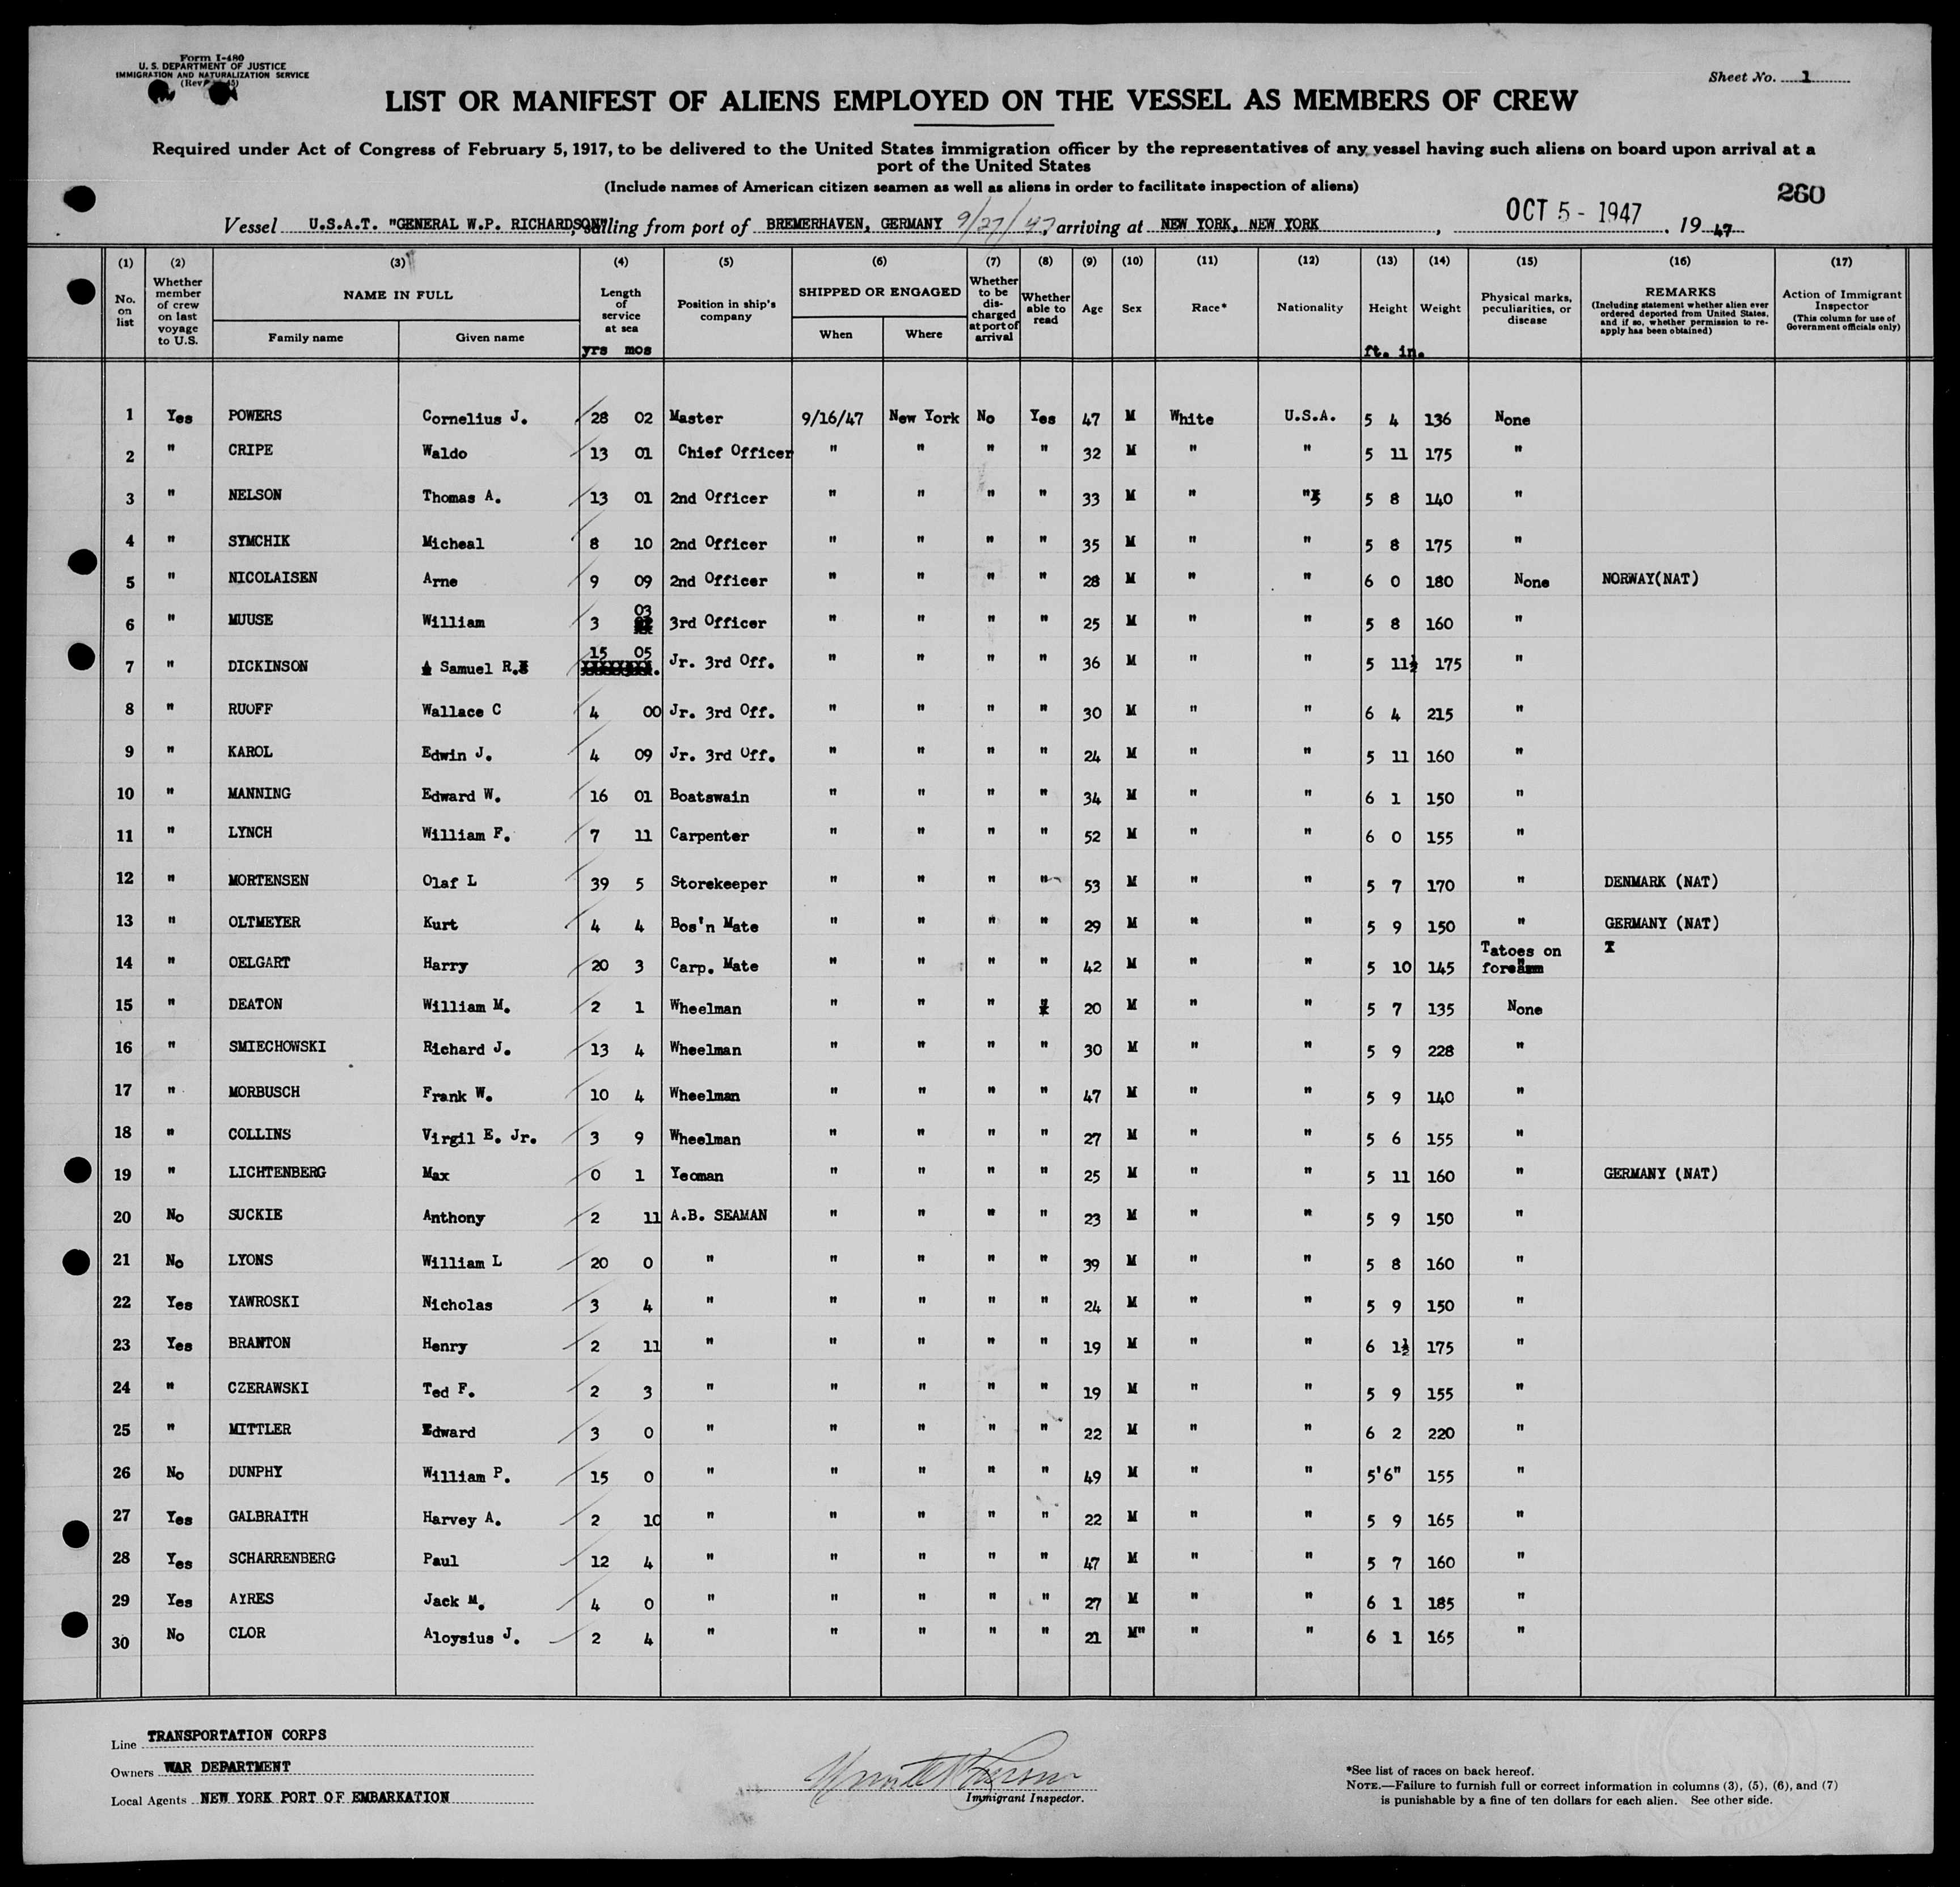 Form I-480
U. S. DEPARTMENT OF JUSTICE
IMMIGRATION AND NATURALIZATION SERVICE
Sheet No. 1
LIST OR MANIFEST OF ALIENS EMPLOYED ON THE VESSEL AS MEMBERS OF CREW
Required under Act of Congress of February 5, 1917, to be delivered to the United States immigration officer by the representatives of any vessel having such aliens on board upon arrival at a
port of the United States
(Include names of American citizen seamen as well as aliens in order to facilitate inspection of aliens)
260
Vessel U.S.A.T. "GENERAL W.P. RICHARDSON", sailing from port of BREMERHAVEN, GERMANY 9/27/47, arriving at NEW YORK, NEW YORK, OCT 5 - 1947, 19 47
(1) No. on list (2) Whether member of crew on last voyage to U.S. (3) NAME IN FULL Family name Given name (4) Length of service at sea yrs mos (5) Position in ship's company (6) SHIPPED OR ENGAGED When Where (7) Whether to be discharged at port of arrival (8) Whether able to read (9) Age (10) Sex (11) Race* (12) Nationality (13) Height ft. in. (14) Weight (15) Physical marks, peculiarities, or disease (16) REMARKS (Including statement whether alien ever ordered deported from United States, and if so, whether permission to reapply has been obtained) (17) Action of Immigrant Inspector (This column for use of Government officials only)
1 Yes POWERS Cornelius J. 28 02 Master 9/16/47 New York No Yes 47 M White U.S.A. 5 4 136 None
2 " CRIPE Waldo 13 01 Chief Officer " " " " 32 M " " 5 11 175 "
3 " NELSON Thomas A. 13 01 2nd Officer " " " " 33 M " " 5 8 140 "
4 " SYMCHIK Micheal 8 10 2nd Officer " " " " 35 M " " 5 8 175 "
5 " NICOLAISEN Arne 9 09 2nd Officer " " " " 28 M " " 6 0 180 None NORWAY(NAT)
6 " MUUSE William 3 03 3rd Officer " " " " 25 M " " 5 8 160 "
7 " DICKINSON Samuel R. 15 05 Jr. 3rd Off. " " " " 36 M " " 5 11½ 175 "
8 " RUOFF Wallace C 4 00 Jr. 3rd Off. " " " " 30 M " " 6 4 215 "
9 " KAROL Edwin J. 4 09 Jr. 3rd Off. " " " " 24 M " " 5 11 160 "
10 " MANNING Edward W. 16 01 Boatswain " " " " 34 M " " 6 1 150 "
11 " LYNCH William F. 7 11 Carpenter " " " " 52 M " " 6 0 155 "
12 " MORTENSEN Olaf L 39 5 Storekeeper " " " " 53 M " " 5 7 170 " DENMARK (NAT)
13 " OLTMEYER Kurt 4 4 Bos'n Mate " " " " 29 M " " 5 9 150 " GERMANY (NAT)
14 " OELGART Harry 20 3 Carp. Mate " " " " 42 M " " 5 10 145 Tatoes on forearm X
15 " DEATON William M. 2 1 Wheelman " " " " 20 M " " 5 7 135 None
16 " SMIECHOWSKI Richard J. 13 4 Wheelman " " " " 30 M " " 5 9 228 "
17 " MORBUSCH Frank W. 10 4 Wheelman " " " " 47 M " " 5 9 140 "
18 " COLLINS Virgil E. Jr. 3 9 Wheelman " " " " 27 M " " 5 6 155 "
19 " LICHTENBERG Max 0 1 Yeoman " " " " 25 M " " 5 11 160 " GERMANY (NAT)
20 No SUCKIE Anthony 2 11 A.B. SEAMAN " " " " 23 M " " 5 9 150 "
21 No LYONS William L 20 0 " " " " " 39 M " " 5 8 160 "
22 Yes YAWROSKI Nicholas 3 4 " " " " " 24 M " " 5 9 150 "
23 Yes BRANTON Henry 2 11 " " " " " 19 M " " 6 1½ 175 "
24 " CZERAWSKI Ted F. 2 3 " " " " " 19 M " " 5 9 155 "
25 " MITTLER Edward 3 0 " " " " " 22 M " " 6 2 220 "
26 No DUNPHY William P. 15 0 " " " " " 49 M " " 5'6" 155 "
27 Yes GALBRAITH Harvey A. 2 10 " " " " " 22 M " " 5 9 165 "
28 Yes SCHARRENBERG Paul 12 4 " " " " " 47 M " " 5 7 160 "
29 Yes AYRES Jack M. 4 0 " " " " " 27 M " " 6 1 185 "
30 No CLOR Aloysius J. 2 4 " " " " " 21 M" " " 6 1 165 "
Line TRANSPORTATION CORPS
Owners WAR DEPARTMENT
Local Agents NEW YORK PORT OF EMBARKATION
Immigrant Inspector.
*See list of races on back hereof.
NOTE.—Failure to furnish full or correct information in columns (3), (5), (6), and (7)
is punishable by a fine of ten dollars for each alien. See other side.